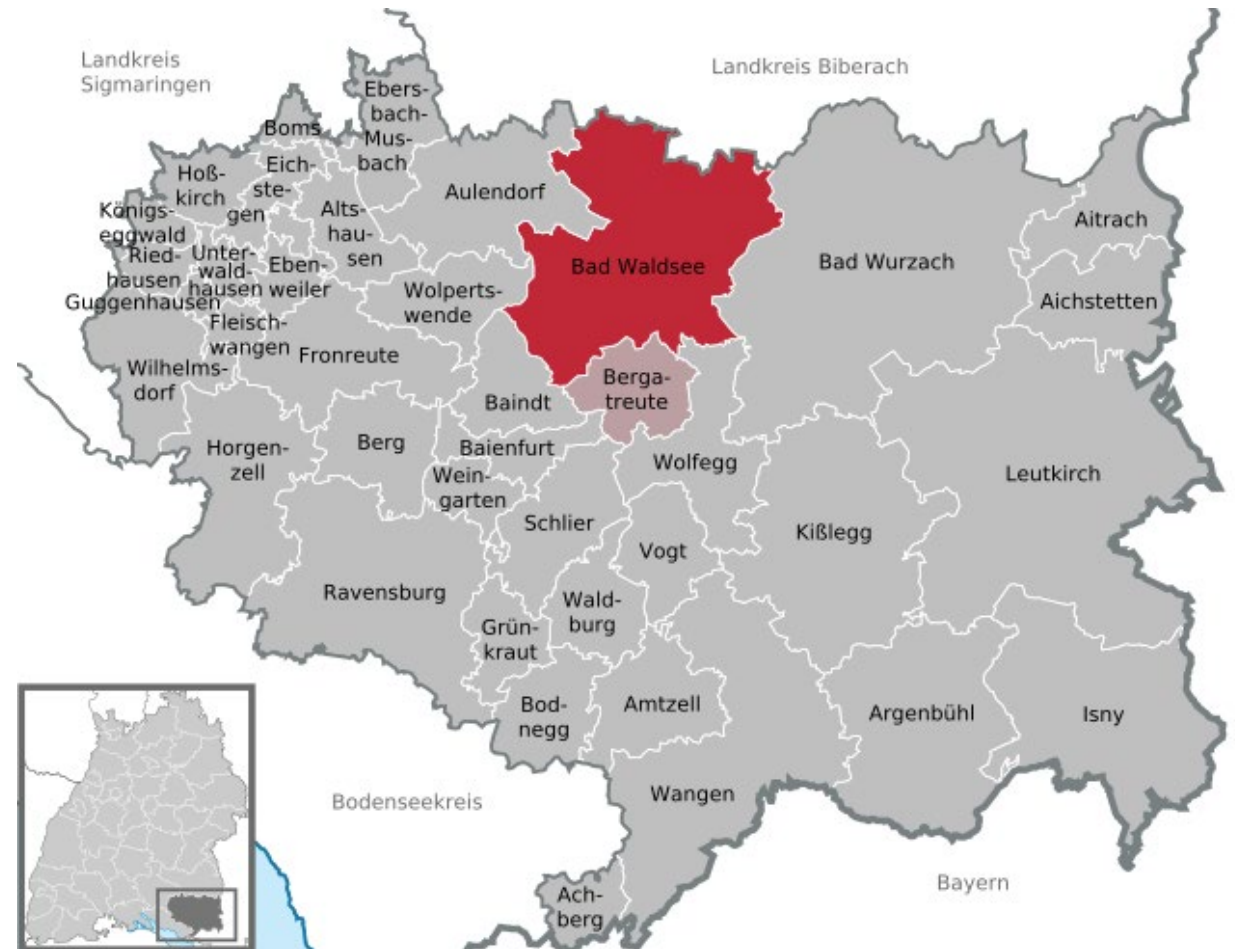 Landkreis
Sigmaringen
Landkreis Biberach
Ebers-
bach-
Mus-
bach
Boms
Hoß-
kirch
Eich-
ste-
gen
Alts-
hau-
sen
Aulendorf
Königs-
eggwald
Ried-
hausen
Unter-
wald-
hausen
Eben-
weiler
Guggenhausen
Fleisch-
wangen
Wolperts-
wende
Bad Waldsee
Bad Wurzach
Aitrach
Aichstetten
Wilhelms-
dorf
Fronreute
Berga-
treute
Baindt
Horgen-
zell
Berg
Baienfurt
Wein-
garten
Wolfegg
Leutkirch
Schlier
Vogt
Kißlegg
Ravensburg
Wald-
burg
Grün-
kraut
Bod-
negg
Amtzell
Argenbühl
Isny
Wangen
Bodenseekreis
Ach-
berg
Bayern